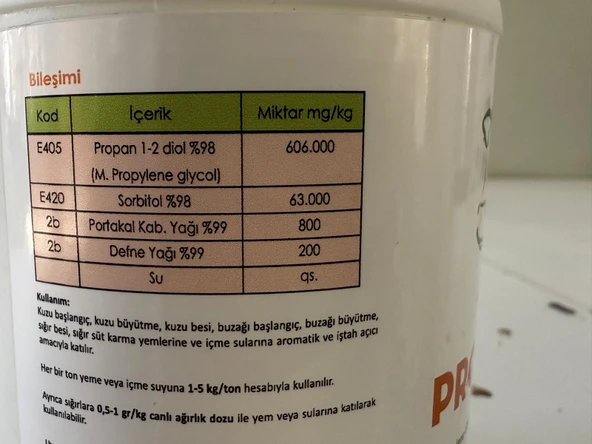 Bileşimi
Kod İçerik Miktar mg/kg
E405 Propan 1-2 diol %98 606.000
(M. Propylene glycol)
E420 Sorbitol %98 63.000
2b Portakal Kab. Yağı %99 800
2b Defne Yağı %99 200
Su qs.
Kullanım:
Kuzu başlangıç, kuzu büyütme, kuzu besi, buzağı başlangıç, buzağı büyütme,
sığır besi, sığır süt karma yemlerine ve içme sularına aromatik ve iştah açıcı
amacıyla katılır.
Her bir ton yeme veya içme suyuna 1-5 kg/ton hesabıyla kullanılır.
Ayrıca sığırlara 0,5-1 gr/kg canlı ağırlık dozu ile yem veya sularına katılarak
kullanılabilir.